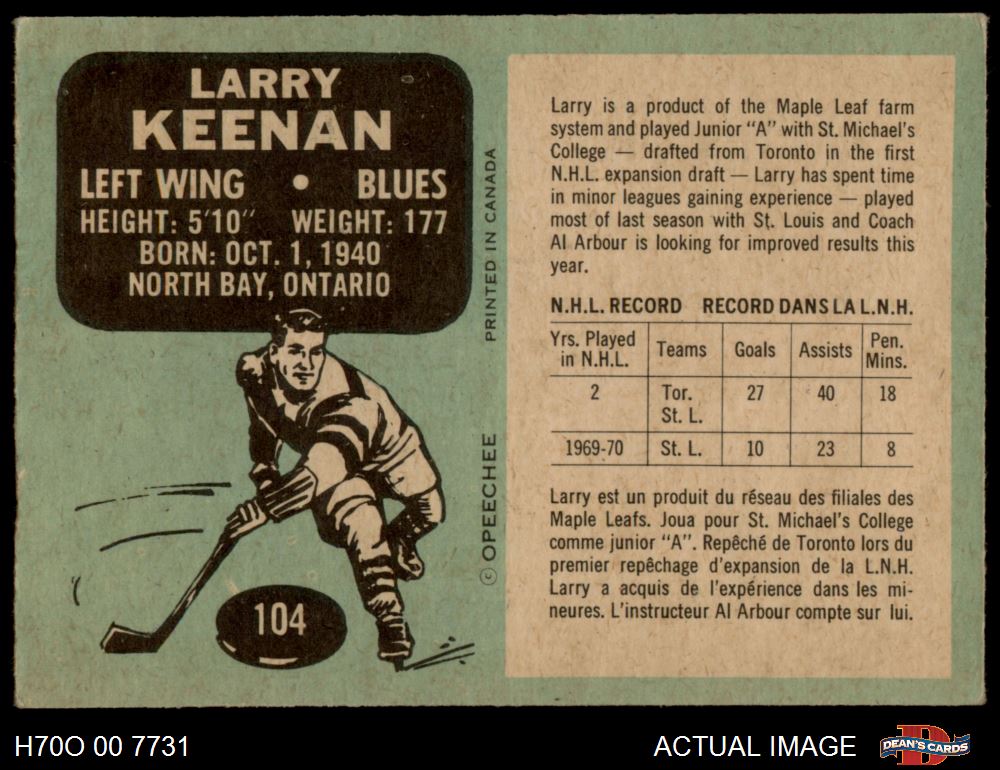 LARRY
KEENAN
LEFT WING • BLUES
HEIGHT: 5'10" WEIGHT: 177
BORN: OCT. 1, 1940
NORTH BAY, ONTARIO
104
© OPEECHEE
PRINTED IN CANADA
Larry is a product of the Maple Leaf farm
system and played Junior "A" with St. Michael's
College — drafted from Toronto in the first
N.H.L. expansion draft — Larry has spent time
in minor leagues gaining experience — played
most of last season with St. Louis and Coach
Al Arbour is looking for improved results this
year.
N.H.L. RECORD RECORD DANS LA L.N.H.
Yrs. Played in N.H.L. Teams Goals Assists Pen. Mins.
2 Tor. St. L. 27 40 18
1969-70 St. L. 10 23 8
Larry est un produit du réseau des filiales des
Maple Leafs. Joua pour St. Michael's College
comme junior "A". Repêché de Toronto lors du
premier repêchage d'expansion de la L.N.H.
Larry a acquis de l'expérience dans les mi-
neures. L'instructeur Al Arbour compte sur lui.
H70O 00 7731
ACTUAL IMAGE
DEAN'S CARDS